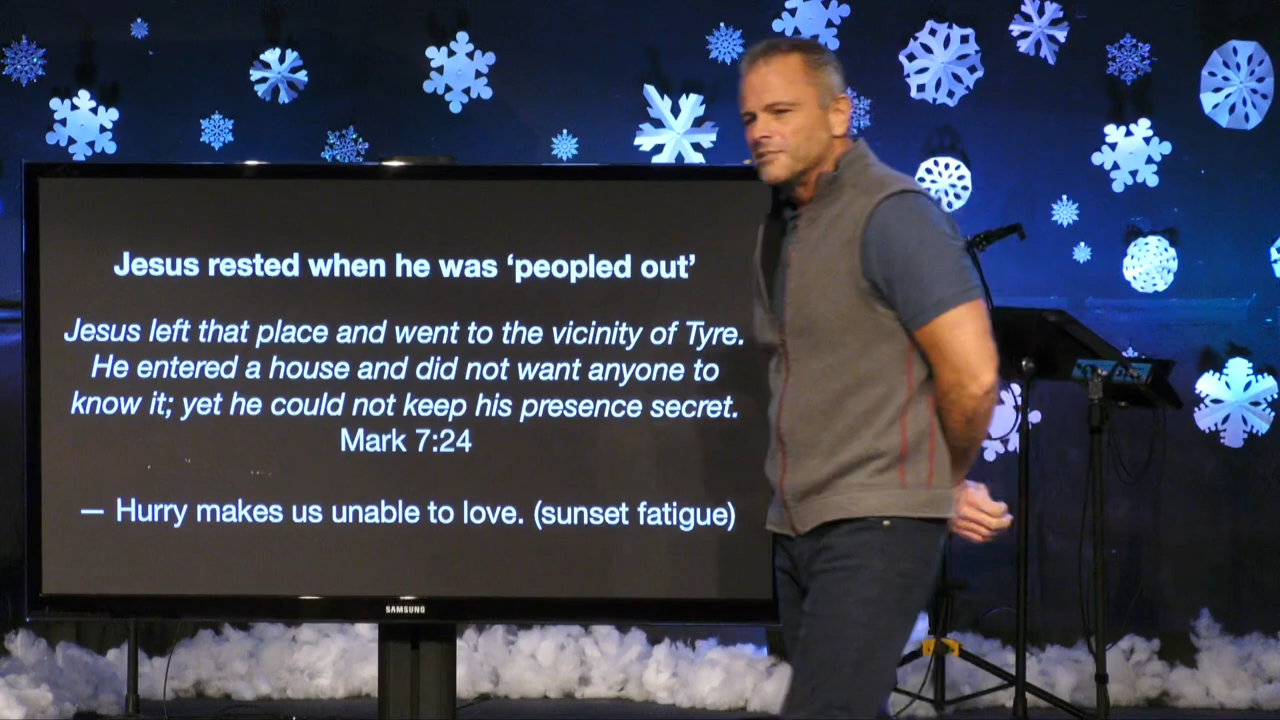 Jesus rested when he was ‘peopled out’
Jesus left that place and went to the vicinity of Tyre.
He entered a house and did not want anyone to
know it; yet he could not keep his presence secret.
Mark 7:24
— Hurry makes us unable to love. (sunset fatigue)
SAMSUNG